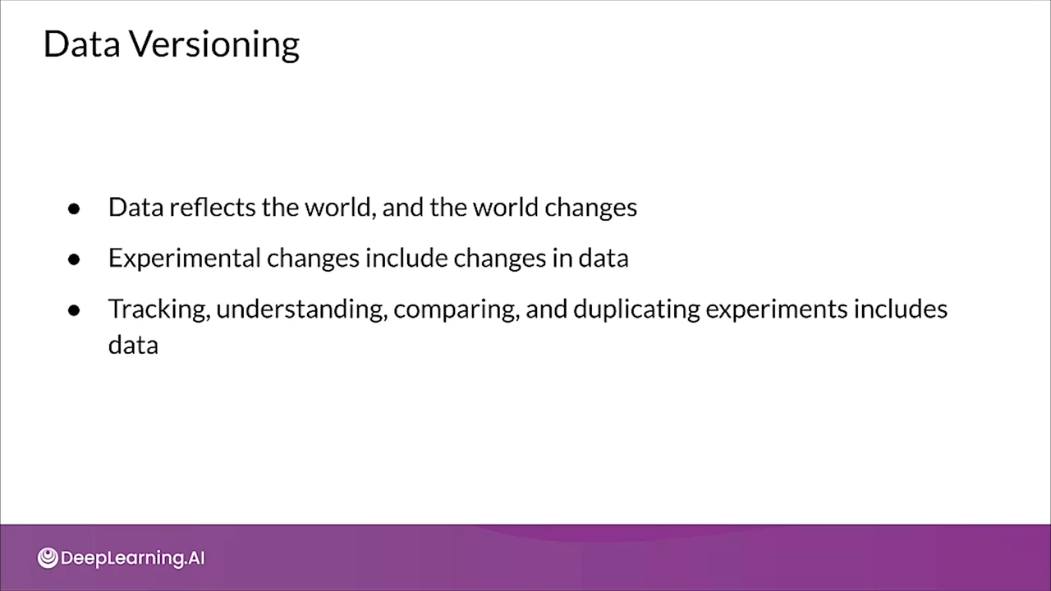 Data Versioning
● Data reflects the world, and the world changes
● Experimental changes include changes in data
● Tracking, understanding, comparing, and duplicating experiments includes
data
DeepLearning.AI